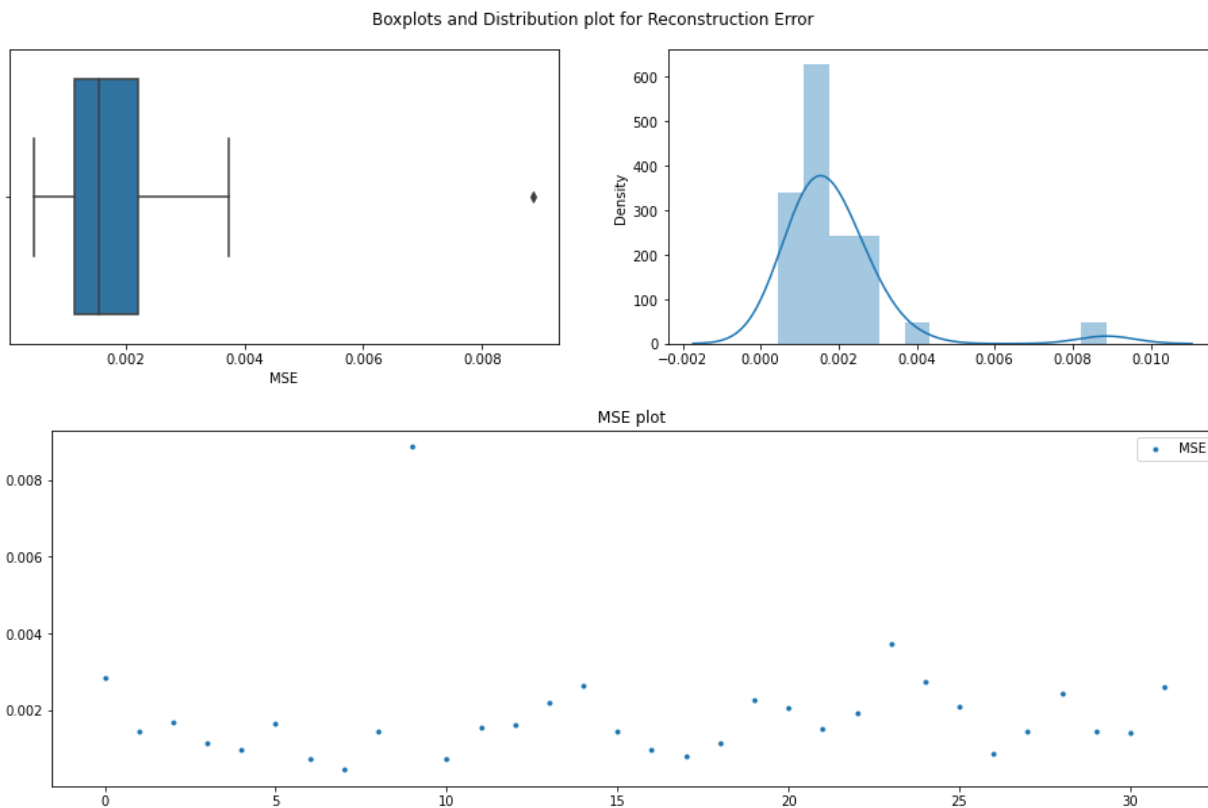 Boxplots and Distribution plot for Reconstruction Error
0.002 0.004 0.006 0.008
MSE
Density
600
500
400
300
200
100
0
−0.002 0.000 0.002 0.004 0.006 0.008 0.010
MSE plot
MSE
0.008
0.006
0.004
0.002
0 5 10 15 20 25 30